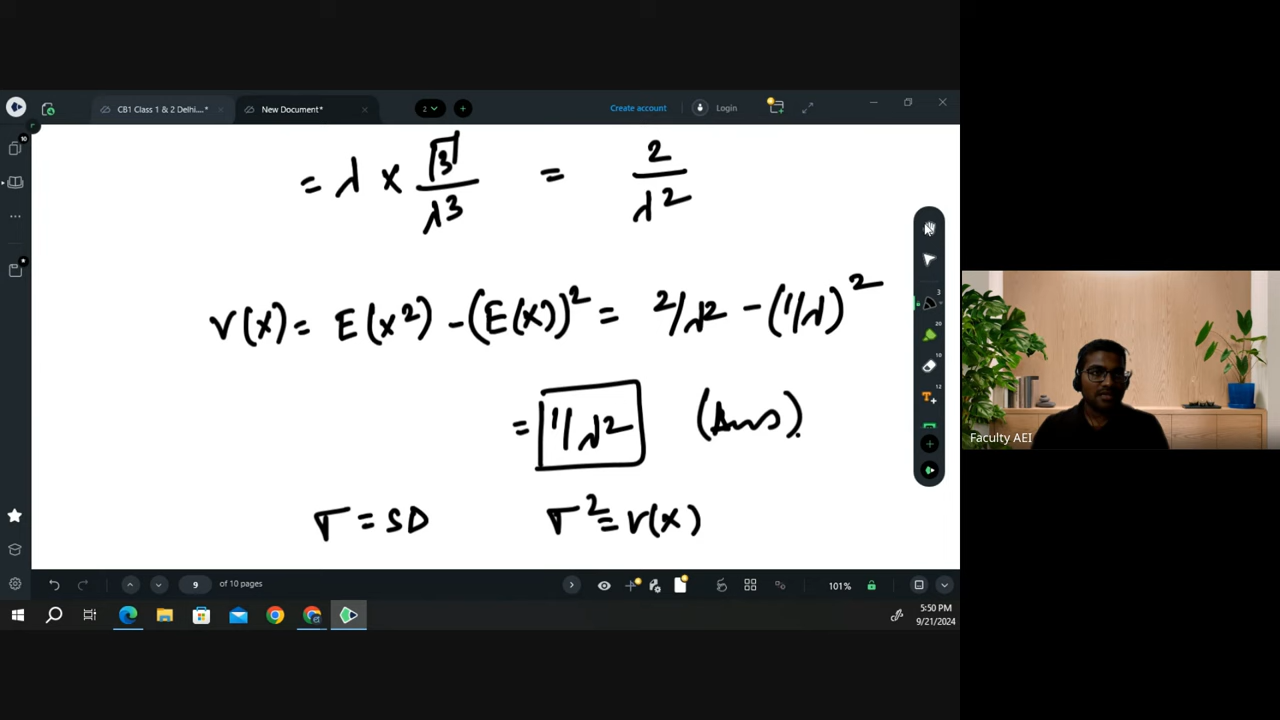 CB1 Class 1 & 2 Delhi....*
New Document*
2
Create account
Login
= λ × Γ3 / λ3 = 2 / λ2
V(X) = E(X2) - (E(X))2 = 2/λ2 - (1/λ)2
= 1/λ2 (Ans).
σ = SD σ2 = V(X)
Faculty AEI
9 of 10 pages
101%
5:50 PM
9/21/2024